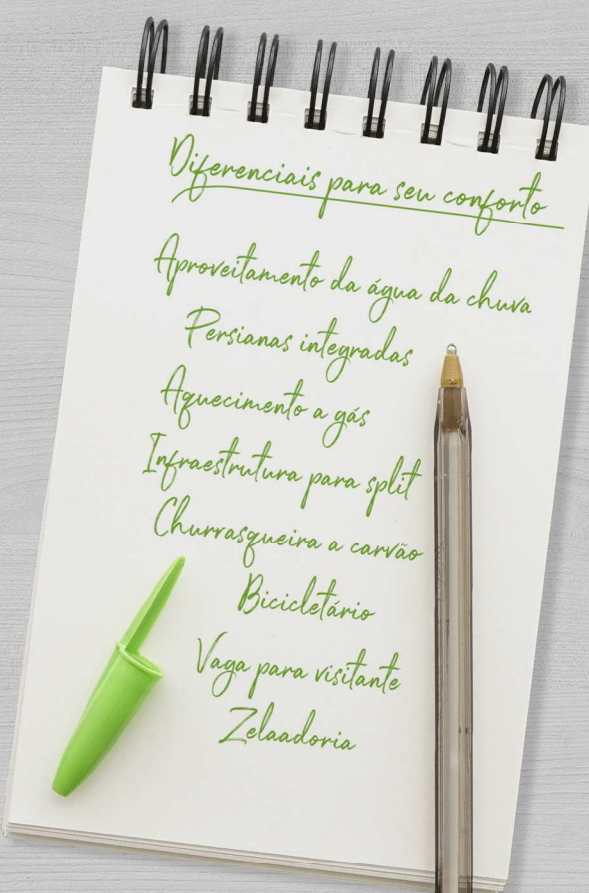 Diferenciais para seu conforto
Aproveitamento da água da chuva
Persianas integradas
Aquecimento a gás
Infraestrutura para split
Churrasqueira a carvão
Bicicletário
Vaga para visitante
Zelaadoria